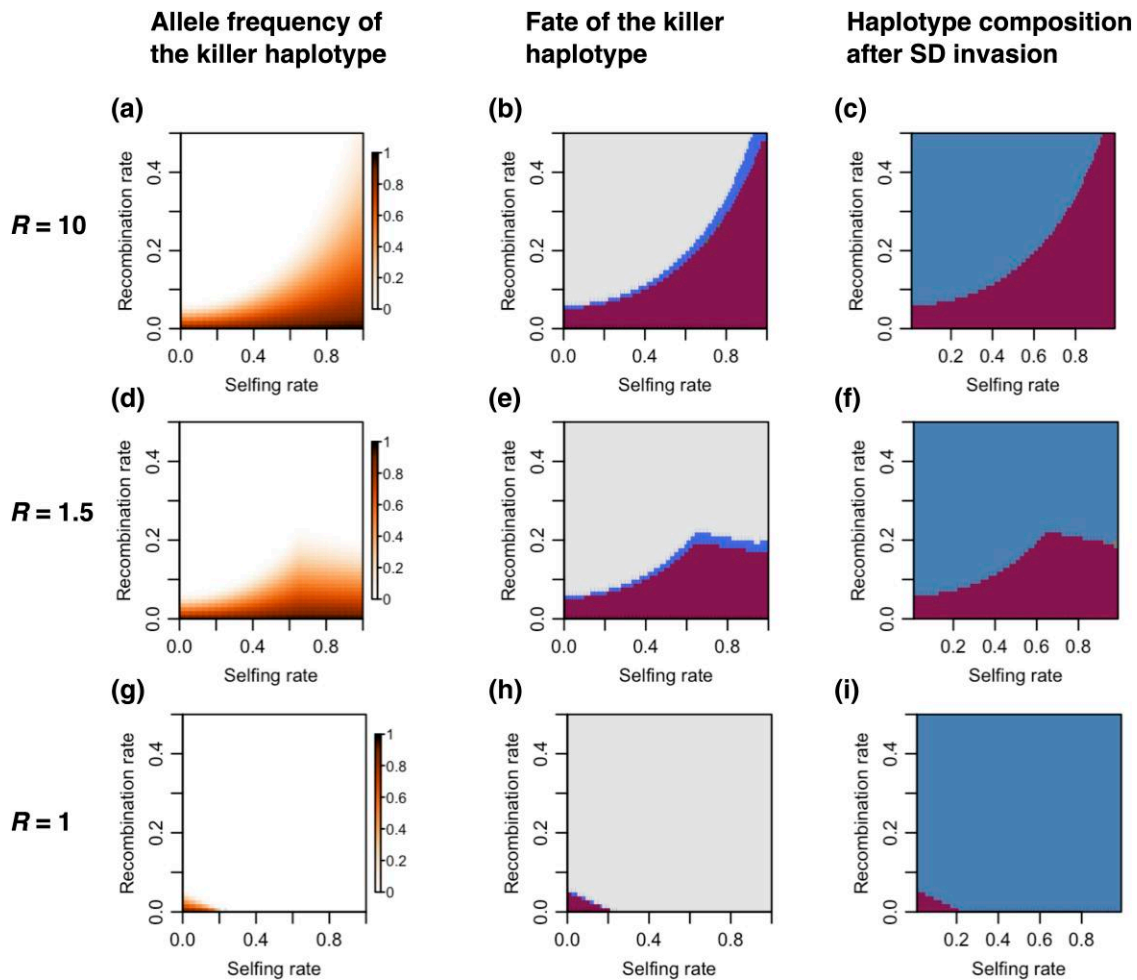 Allele frequency of
the killer haplotype
Fate of the killer
haplotype
Haplotype composition
after SD invasion
(a)
(b)
(c)
R = 10
Recombination rate
0.0 0.2 0.4
0.0 0.4 0.8
Selfing rate
1
0.8
0.6
0.4
0.2
0
Recombination rate
0.0 0.2 0.4
0.0 0.4 0.8
Selfing rate
Recombination rate
0.0 0.2 0.4
0.2 0.4 0.6 0.8
Selfing rate
(d)
(e)
(f)
R = 1.5
Recombination rate
0.0 0.2 0.4
0.0 0.4 0.8
Selfing rate
1
0.8
0.6
0.4
0.2
0
Recombination rate
0.0 0.2 0.4
0.0 0.4 0.8
Selfing rate
Recombination rate
0.0 0.2 0.4
0.2 0.4 0.6 0.8
Selfing rate
(g)
(h)
(i)
R = 1
Recombination rate
0.0 0.2 0.4
0.0 0.4 0.8
Selfing rate
1
0.8
0.6
0.4
0.2
0
Recombination rate
0.0 0.2 0.4
0.0 0.4 0.8
Selfing rate
Recombination rate
0.0 0.2 0.4
0.2 0.4 0.6 0.8
Selfing rate